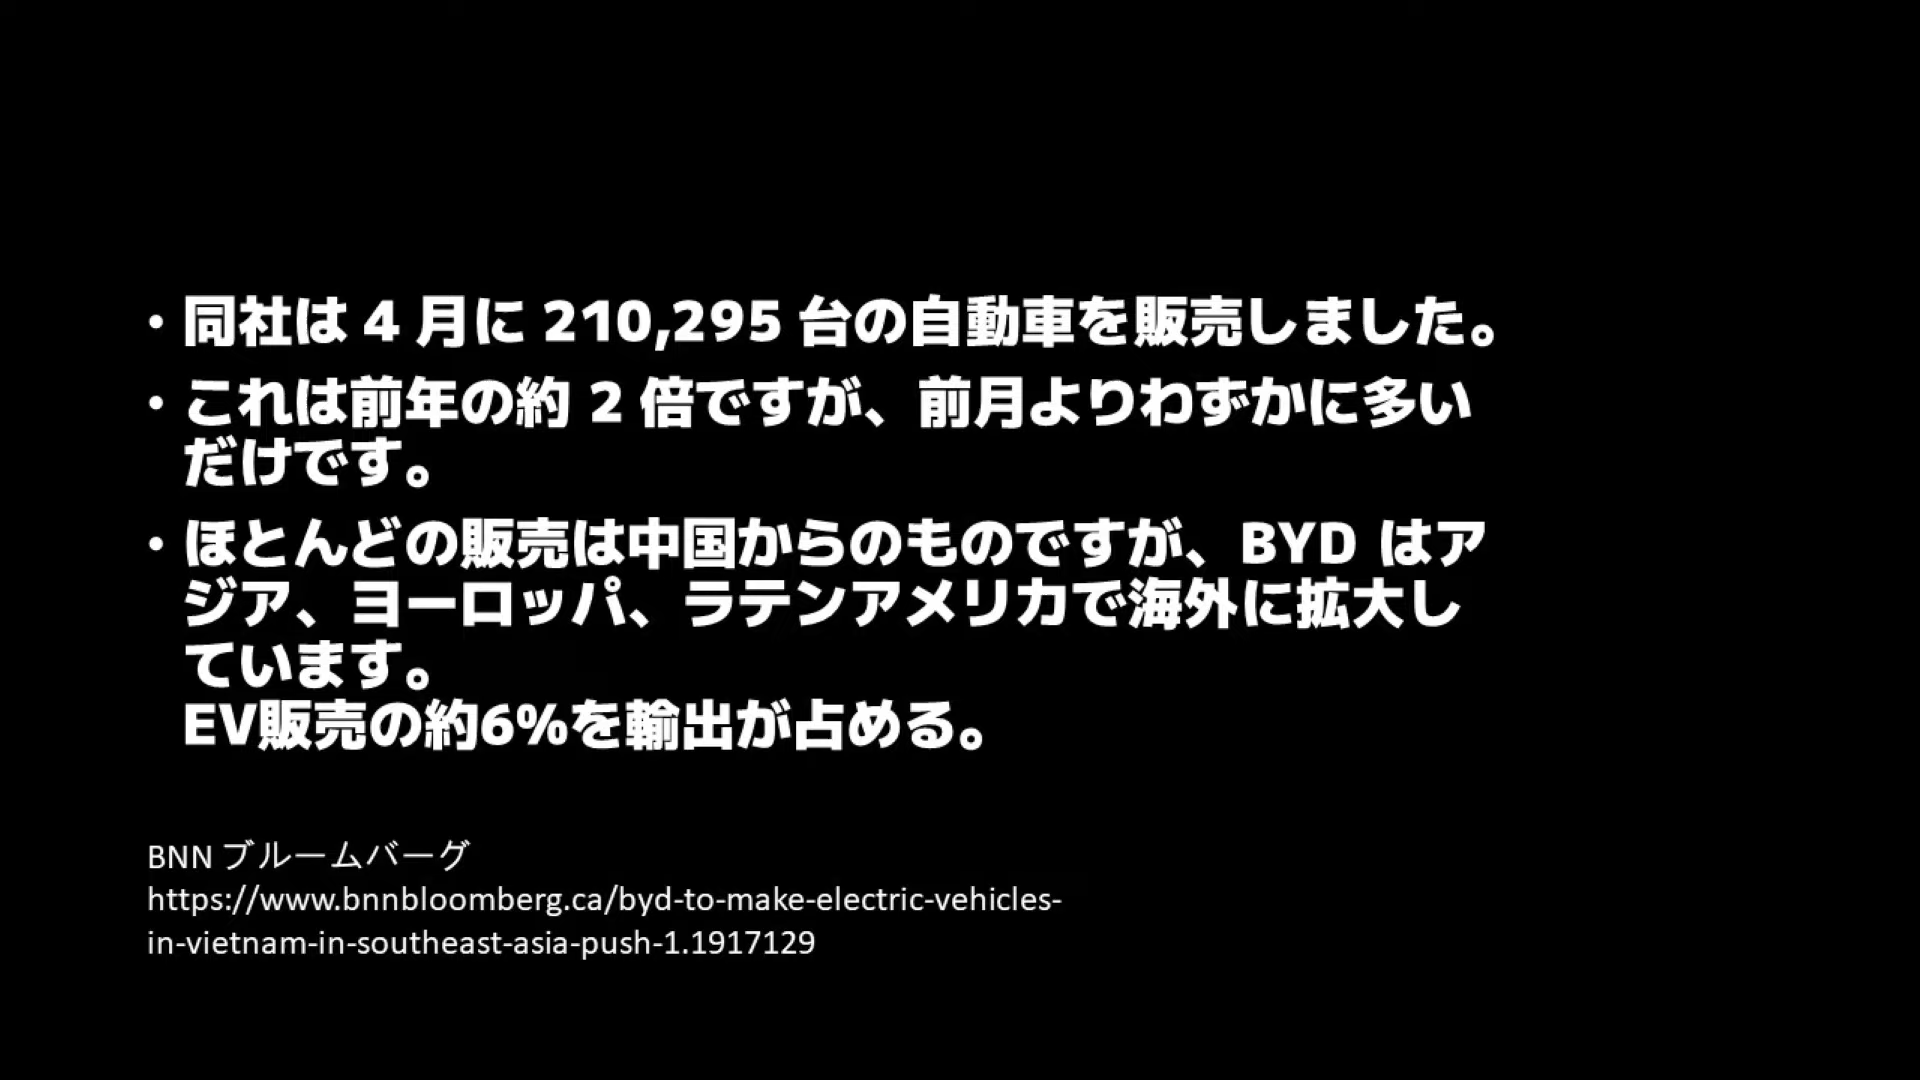 ・同社は 4 月に 210,295 台の自動車を販売しました。
・これは前年の約 2 倍ですが、前月よりわずかに多い
だけです。
・ほとんどの販売は中国からのものですが、BYD はア
ジア、ヨーロッパ、ラテンアメリカで海外に拡大し
ています。
EV販売の約6%を輸出が占める。
BNN ブルームバーグ
https://www.bnnbloomberg.ca/byd-to-make-electric-vehicles-
in-vietnam-in-southeast-asia-push-1.1917129